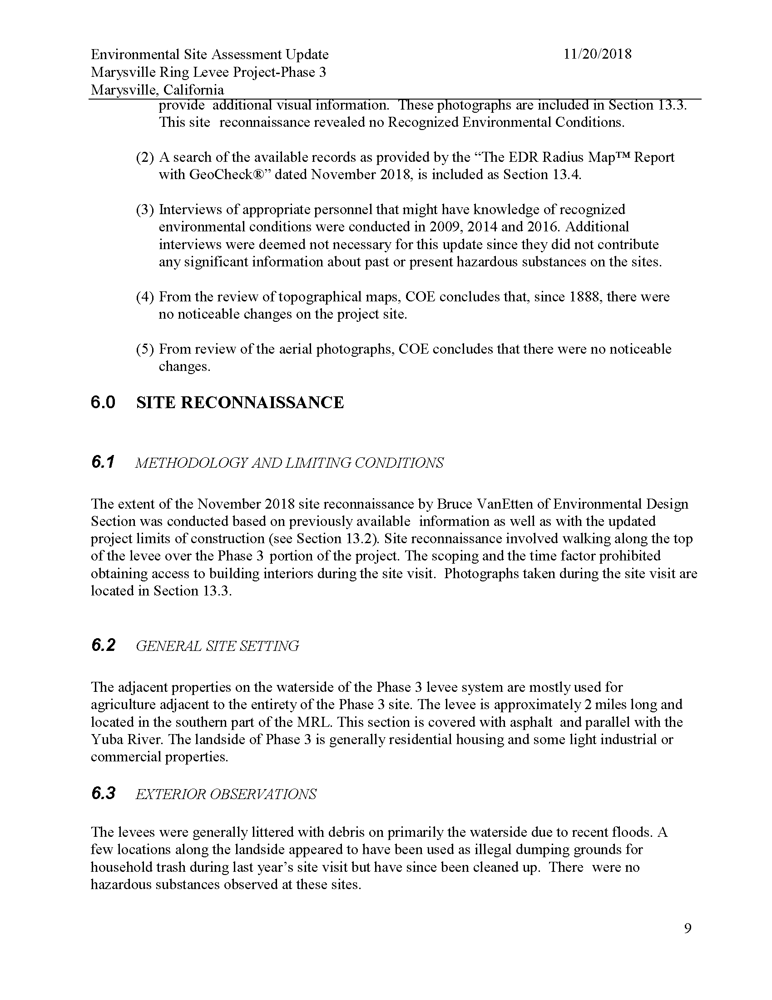 Environmental Site Assessment Update 11/20/2018
Marysville Ring Levee Project-Phase 3
Marysville, California
provide additional visual information. These photographs are included in Section 13.3.
This site reconnaissance revealed no Recognized Environmental Conditions.
(2) A search of the available records as provided by the “The EDR Radius Map™ Report
with GeoCheck®” dated November 2018, is included as Section 13.4.
(3) Interviews of appropriate personnel that might have knowledge of recognized
environmental conditions were conducted in 2009, 2014 and 2016. Additional
interviews were deemed not necessary for this update since they did not contribute
any significant information about past or present hazardous substances on the sites.
(4) From the review of topographical maps, COE concludes that, since 1888, there were
no noticeable changes on the project site.
(5) From review of the aerial photographs, COE concludes that there were no noticeable
changes.
6.0 SITE RECONNAISSANCE
6.1 METHODOLOGY AND LIMITING CONDITIONS
The extent of the November 2018 site reconnaissance by Bruce VanEtten of Environmental Design
Section was conducted based on previously available information as well as with the updated
project limits of construction (see Section 13.2). Site reconnaissance involved walking along the top
of the levee over the Phase 3 portion of the project. The scoping and the time factor prohibited
obtaining access to building interiors during the site visit. Photographs taken during the site visit are
located in Section 13.3.
6.2 GENERAL SITE SETTING
The adjacent properties on the waterside of the Phase 3 levee system are mostly used for
agriculture adjacent to the entirety of the Phase 3 site. The levee is approximately 2 miles long and
located in the southern part of the MRL. This section is covered with asphalt and parallel with the
Yuba River. The landside of Phase 3 is generally residential housing and some light industrial or
commercial properties.
6.3 EXTERIOR OBSERVATIONS
The levees were generally littered with debris on primarily the waterside due to recent floods. A
few locations along the landside appeared to have been used as illegal dumping grounds for
household trash during last year’s site visit but have since been cleaned up. There were no
hazardous substances observed at these sites.
9